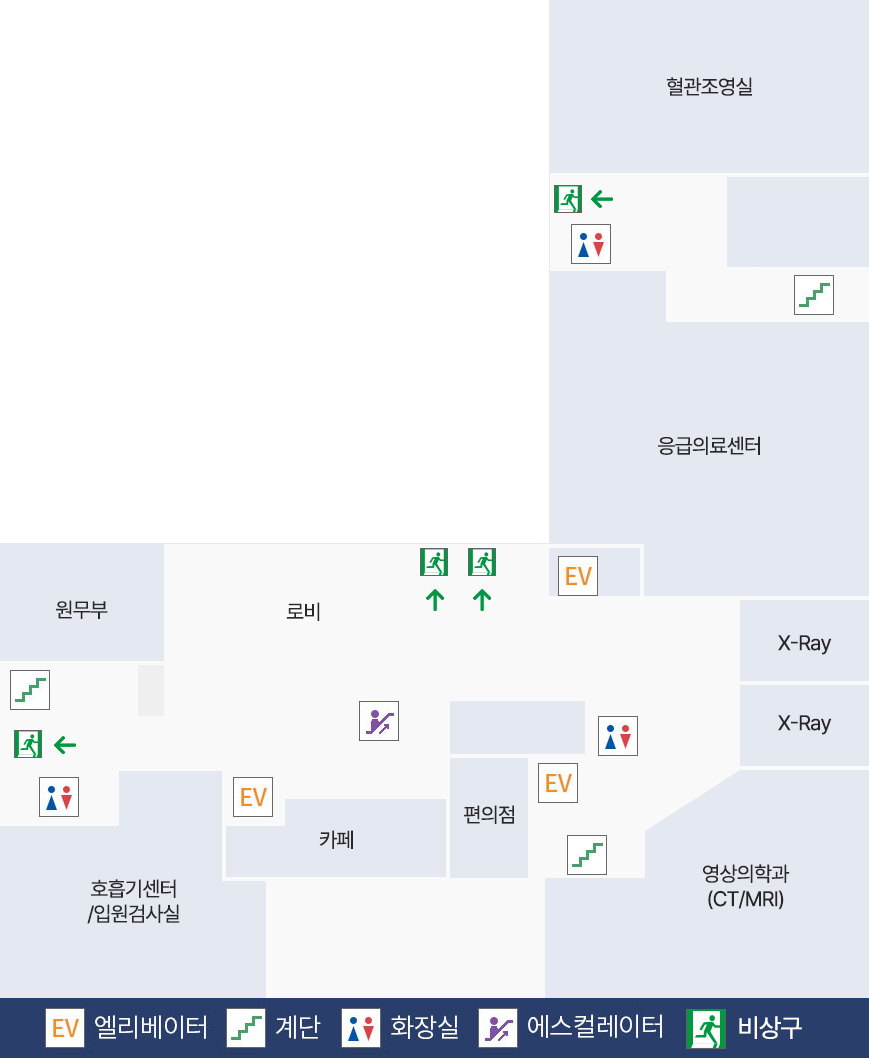 혈관조영실
응급의료센터
EV
원무부
로비
X-Ray
X-Ray
EV
EV
편의점
카페
호흡기센터
/입원검사실
영상의학과
(CT/MRI)
EV 엘리베이터 계단 화장실 에스컬레이터 비상구